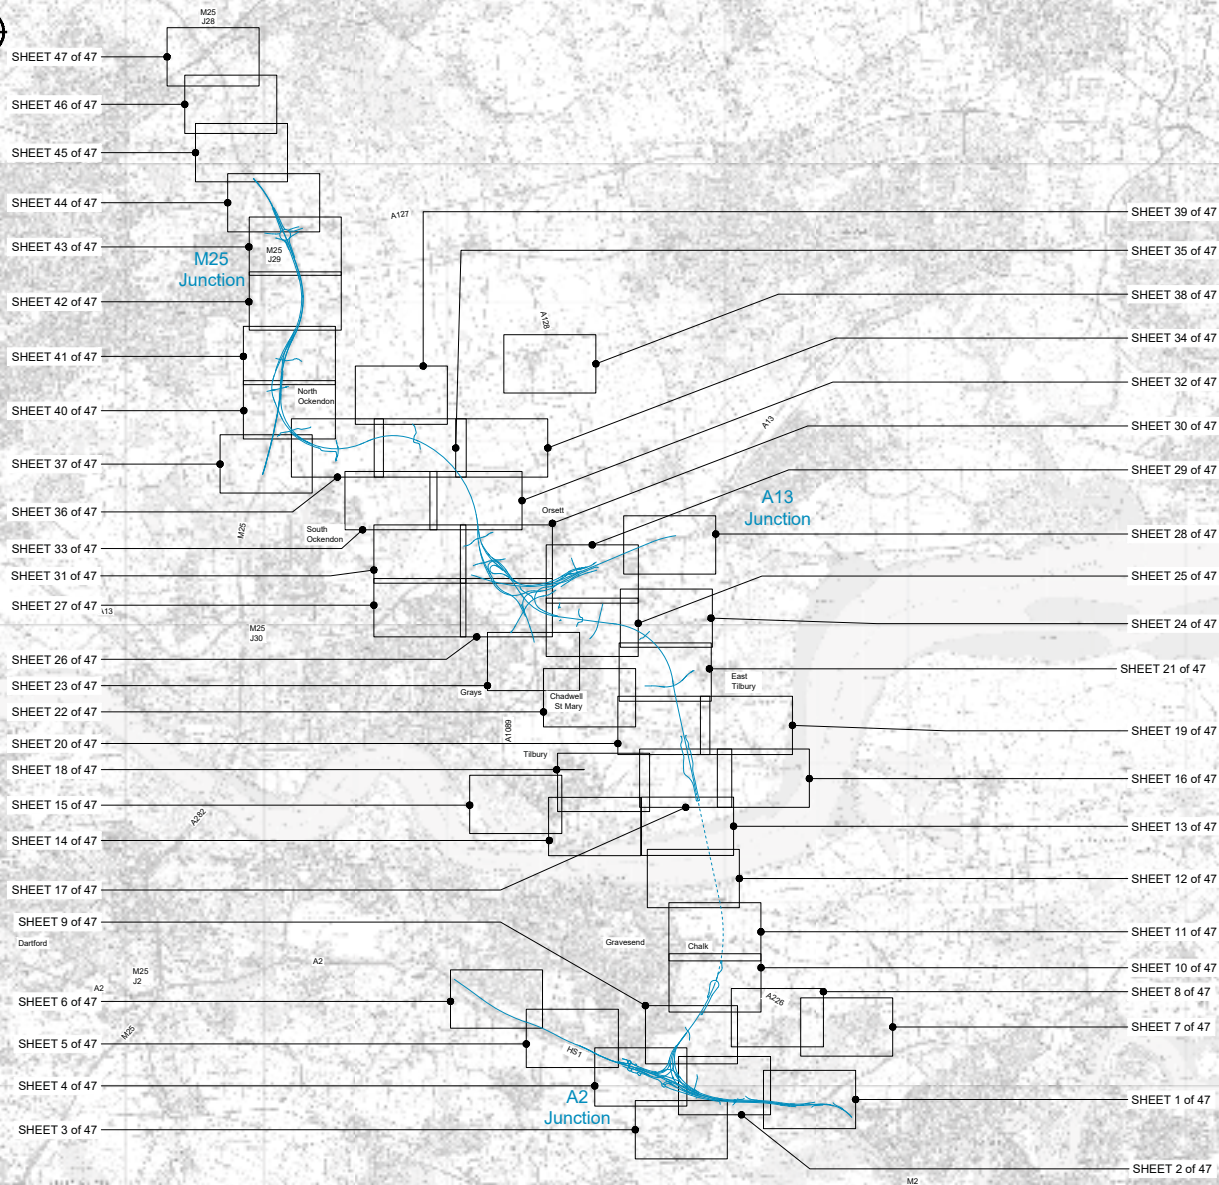 M25
J28
SHEET 47 of 47
SHEET 46 of 47
SHEET 45 of 47
SHEET 44 of 47
SHEET 43 of 47
SHEET 42 of 47
SHEET 41 of 47
SHEET 40 of 47
SHEET 37 of 47
SHEET 36 of 47
SHEET 33 of 47
SHEET 31 of 47
SHEET 27 of 47
SHEET 26 of 47
SHEET 23 of 47
SHEET 22 of 47
SHEET 20 of 47
SHEET 18 of 47
SHEET 15 of 47
SHEET 14 of 47
SHEET 17 of 47
SHEET 9 of 47
SHEET 6 of 47
SHEET 5 of 47
SHEET 4 of 47
SHEET 3 of 47
M25
Junction
M25
J29
A127
A128
North
Ockendon
A13
A13
Junction
Orsett
M25
South
Ockendon
A13
M25
J30
Grays
Chadwell
St Mary
East
Tilbury
A1089
Tilbury
A282
Gravesend
Chalk
Dartford
A2
M25
J2
A2
M25
A226
HS1
A2
Junction
M2
SHEET 39 of 47
SHEET 35 of 47
SHEET 38 of 47
SHEET 34 of 47
SHEET 32 of 47
SHEET 30 of 47
SHEET 29 of 47
SHEET 28 of 47
SHEET 25 of 47
SHEET 24 of 47
SHEET 21 of 47
SHEET 19 of 47
SHEET 16 of 47
SHEET 13 of 47
SHEET 12 of 47
SHEET 11 of 47
SHEET 10 of 47
SHEET 8 of 47
SHEET 7 of 47
SHEET 1 of 47
SHEET 2 of 47